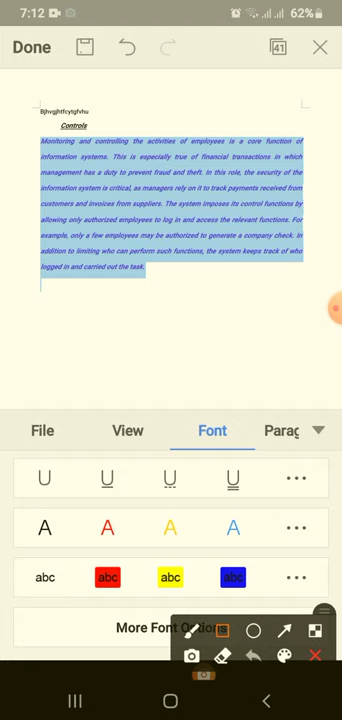 7:12 62%
Done 41
Bjhvgjhtfcytgfvhu
Controls
Monitoring and controlling the activities of employees is a core function of
information systems. This is especially true of financial transactions in which
management has a duty to prevent fraud and theft. In this role, the security of the
information system is critical, as managers rely on it to track payments received from
customers and invoices from suppliers. The system imposes its control functions by
allowing only authorized employees to log in and access the relevant functions. For
example, only a few employees may be authorized to generate a company check. In
addition to limiting who can perform such functions, the system keeps track of who
logged in and carried out the task.
File View Font Parag
U U U U
A A A A
abc abc abc abc
More Font Options